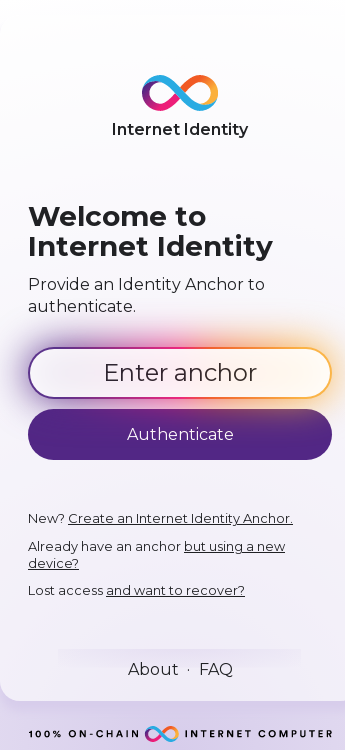 Internet Identity
Welcome to
Internet Identity
Provide an Identity Anchor to
authenticate.
Enter anchor
Authenticate
New? Create an Internet Identity Anchor.
Already have an anchor but using a new
device?
Lost access and want to recover?
About · FAQ
100% ON-CHAIN INTERNET COMPUTER